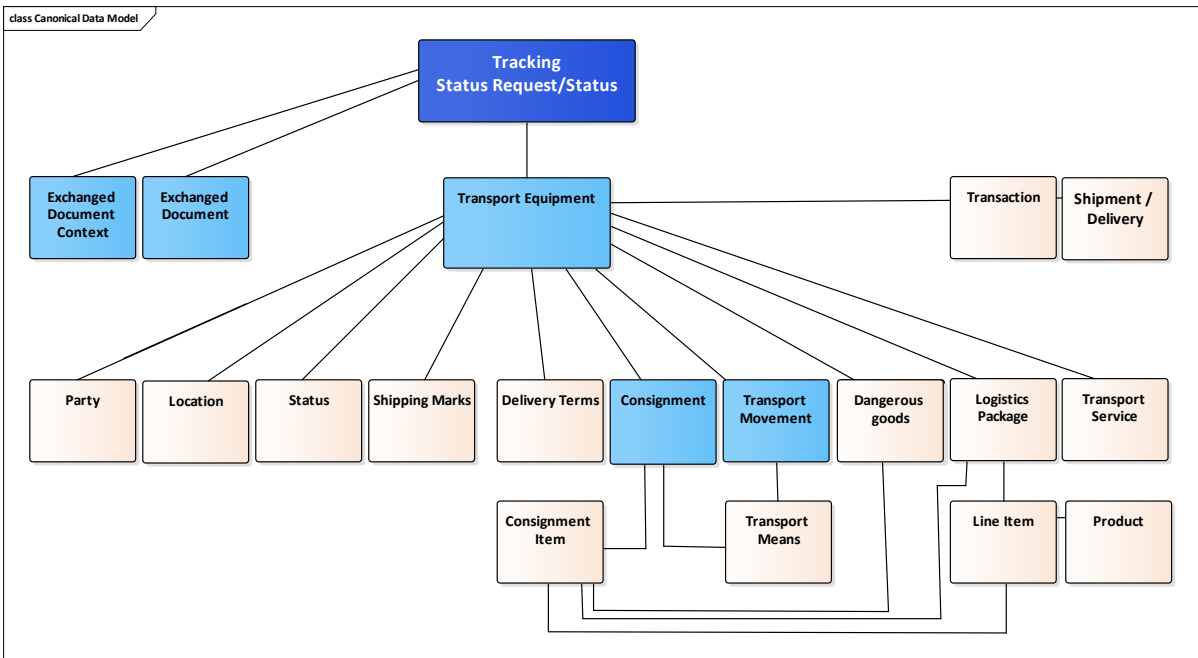 class Canonical Data Model
Tracking
Status Request/Status
Exchanged
Document
Context
Exchanged
Document
Transport Equipment
Transaction
Shipment /
Delivery
Party
Location
Status
Shipping Marks
Delivery Terms
Consignment
Transport
Movement
Dangerous
goods
Logistics
Package
Transport
Service
Consignment
Item
Transport
Means
Line Item
Product